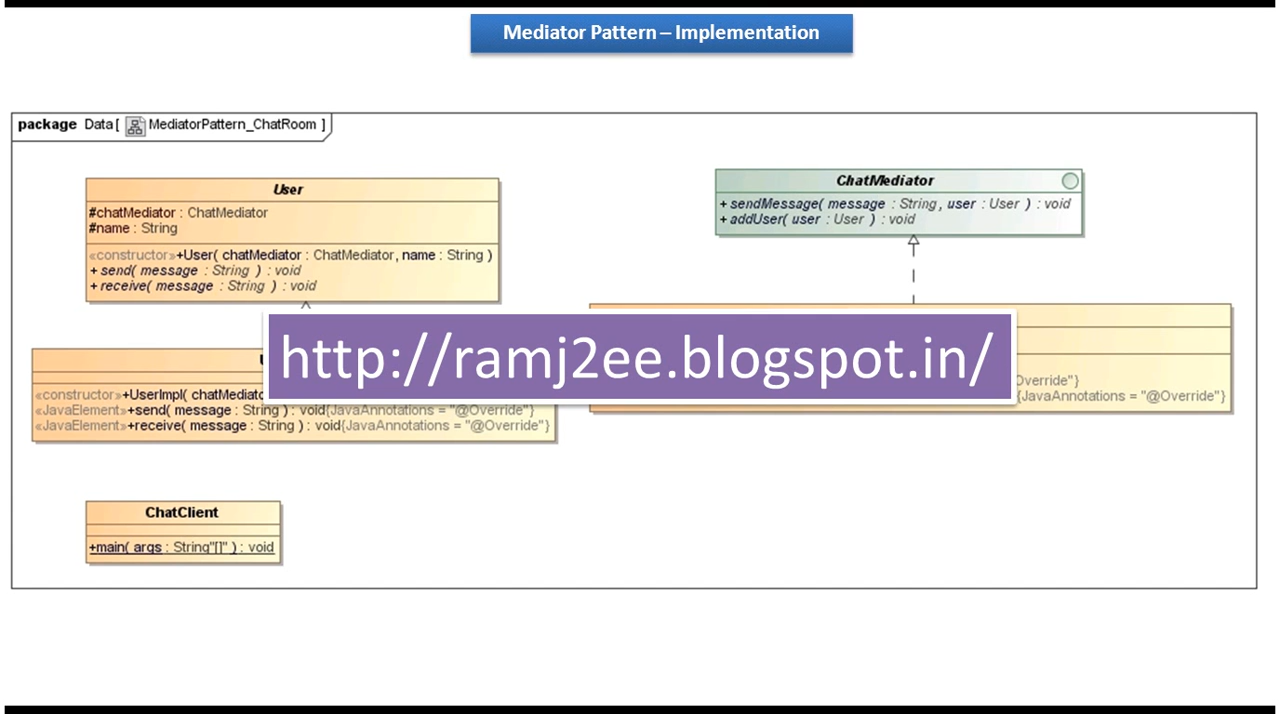 Mediator Pattern – Implementation
package Data[ MediatorPattern_ChatRoom ]
User
#chatMediator : ChatMediator
#name : String
«constructor»+User( chatMediator : ChatMediator, name : String )
+ send( message : String ) : void
+ receive( message : String ) : void
ChatMediator
+ sendMessage( message : String, user : User ) : void
+ addUser( user : User ) : void
http://ramj2ee.blogspot.in/
«constructor»+UserImpl( chatMediator
«JavaElement»+send( message : String ) : void{JavaAnnotations = "@Override"}
«JavaElement»+receive( message : String ) : void{JavaAnnotations = "@Override"}
Override"}
{JavaAnnotations = "@Override"}
ChatClient
+main( args : String"[]" ) : void